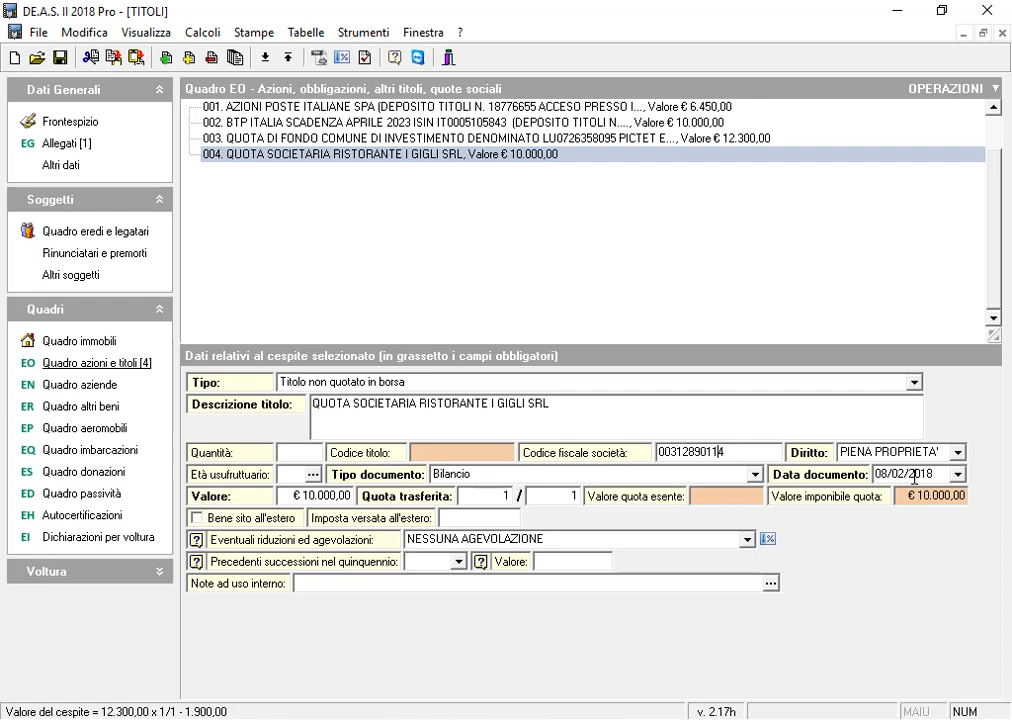 DE.A.S. II 2018 Pro - [TITOLI]
File Modifica Visualizza Calcoli Stampe Tabelle Strumenti Finestra ?
Dati Generali
Frontespizio
EG Allegati [1]
Altri dati
Soggetti
Quadro eredi e legatari
Rinunciatari e premorti
Altri soggetti
Quadri
Quadro immobili
EO Quadro azioni e titoli [4]
EN Quadro aziende
ER Quadro altri beni
EP Quadro aeromobili
EQ Quadro imbarcazioni
ES Quadro donazioni
ED Quadro passività
EH Autocertificazioni
EI Dichiarazioni per voltura
Voltura
Quadro EO - Azioni, obbligazioni, altri titoli, quote sociali OPERAZIONI
001. AZIONI POSTE ITALIANE SPA (DEPOSITO TITOLI N. 18776655 ACCESO PRESSO I..., Valore € 6.450,00
002. BTP ITALIA SCADENZA APRILE 2023 ISIN IT0005105843 (DEPOSITO TITOLI N...., Valore € 10.000,00
003. QUOTA DI FONDO COMUNE DI INVESTIMENTO DENOMINATO LU0726358095 PICTET E..., Valore € 12.300,00
004. QUOTA SOCIETARIA RISTORANTE I GIGLI SRL, Valore € 10.000,00
Dati relativi al cespite selezionato (in grassetto i campi obbligatori)
Tipo: Titolo non quotato in borsa
Descrizione titolo: QUOTA SOCIETARIA RISTORANTE I GIGLI SRL
Quantità: Codice titolo: Codice fiscale società: 00312890114 Diritto: PIENA PROPRIETA'
Età usufruttuario: ... Tipo documento: Bilancio Data documento: 08/02/2018
Valore: € 10.000,00 Quota trasferita: 1 / 1 Valore quota esente: Valore imponibile quota: € 10.000,00
Bene sito all'estero Imposta versata all'estero:
? Eventuali riduzioni ed agevolazioni: NESSUNA AGEVOLAZIONE
? Precedenti successioni nel quinquennio: ? Valore:
Note ad uso interno: ...
Valore del cespite = 12.300,00 x 1/1 - 1.900,00 v. 2.17h MAIU NUM